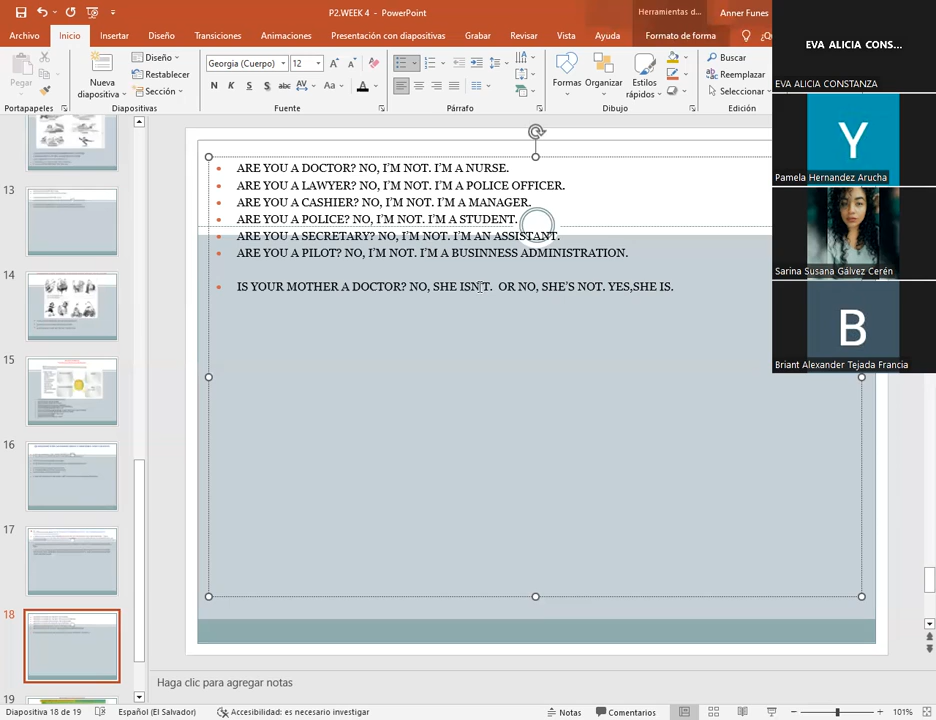 P2.WEEK 4 - PowerPoint
Herramientas d...
Anner Funes
Archivo
Inicio
Insertar
Diseño
Transiciones
Animaciones
Presentación con diapositivas
Grabar
Revisar
Vista
Ayuda
Formato de forma
Pegar
Nueva
diapositiva
Diseño
Restablecer
Sección
Georgia (Cuerpo)
12
N K S S abc AV Aa A
Formas
Organizar
Estilos
rápidos
Buscar
Reemplazar
Seleccionar
Portapapeles
Diapositivas
Fuente
Párrafo
Dibujo
Edición
EVA ALICIA CONS...
EVA ALICIA CONSTANZA
Y
Pamela Hernandez Arucha
Sarina Susana Gálvez Cerén
B
Briant Alexander Tejada Francia
13
14
15
16
17
18
19
• ARE YOU A DOCTOR? NO, I'M NOT. I'M A NURSE.
• ARE YOU A LAWYER? NO, I'M NOT. I'M A POLICE OFFICER.
• ARE YOU A CASHIER? NO, I'M NOT. I'M A MANAGER.
• ARE YOU A POLICE? NO, I'M NOT. I'M A STUDENT.
• ARE YOU A SECRETARY? NO, I'M NOT. I'M AN ASSISTANT.
• ARE YOU A PILOT? NO, I'M NOT. I'M A BUSINNESS ADMINISTRATION.
• IS YOUR MOTHER A DOCTOR? NO, SHE ISN'T. OR NO, SHE'S NOT. YES,SHE IS.
Haga clic para agregar notas
Diapositiva 18 de 19
Español (El Salvador)
Accesibilidad: es necesario investigar
Notas
Comentarios
101%